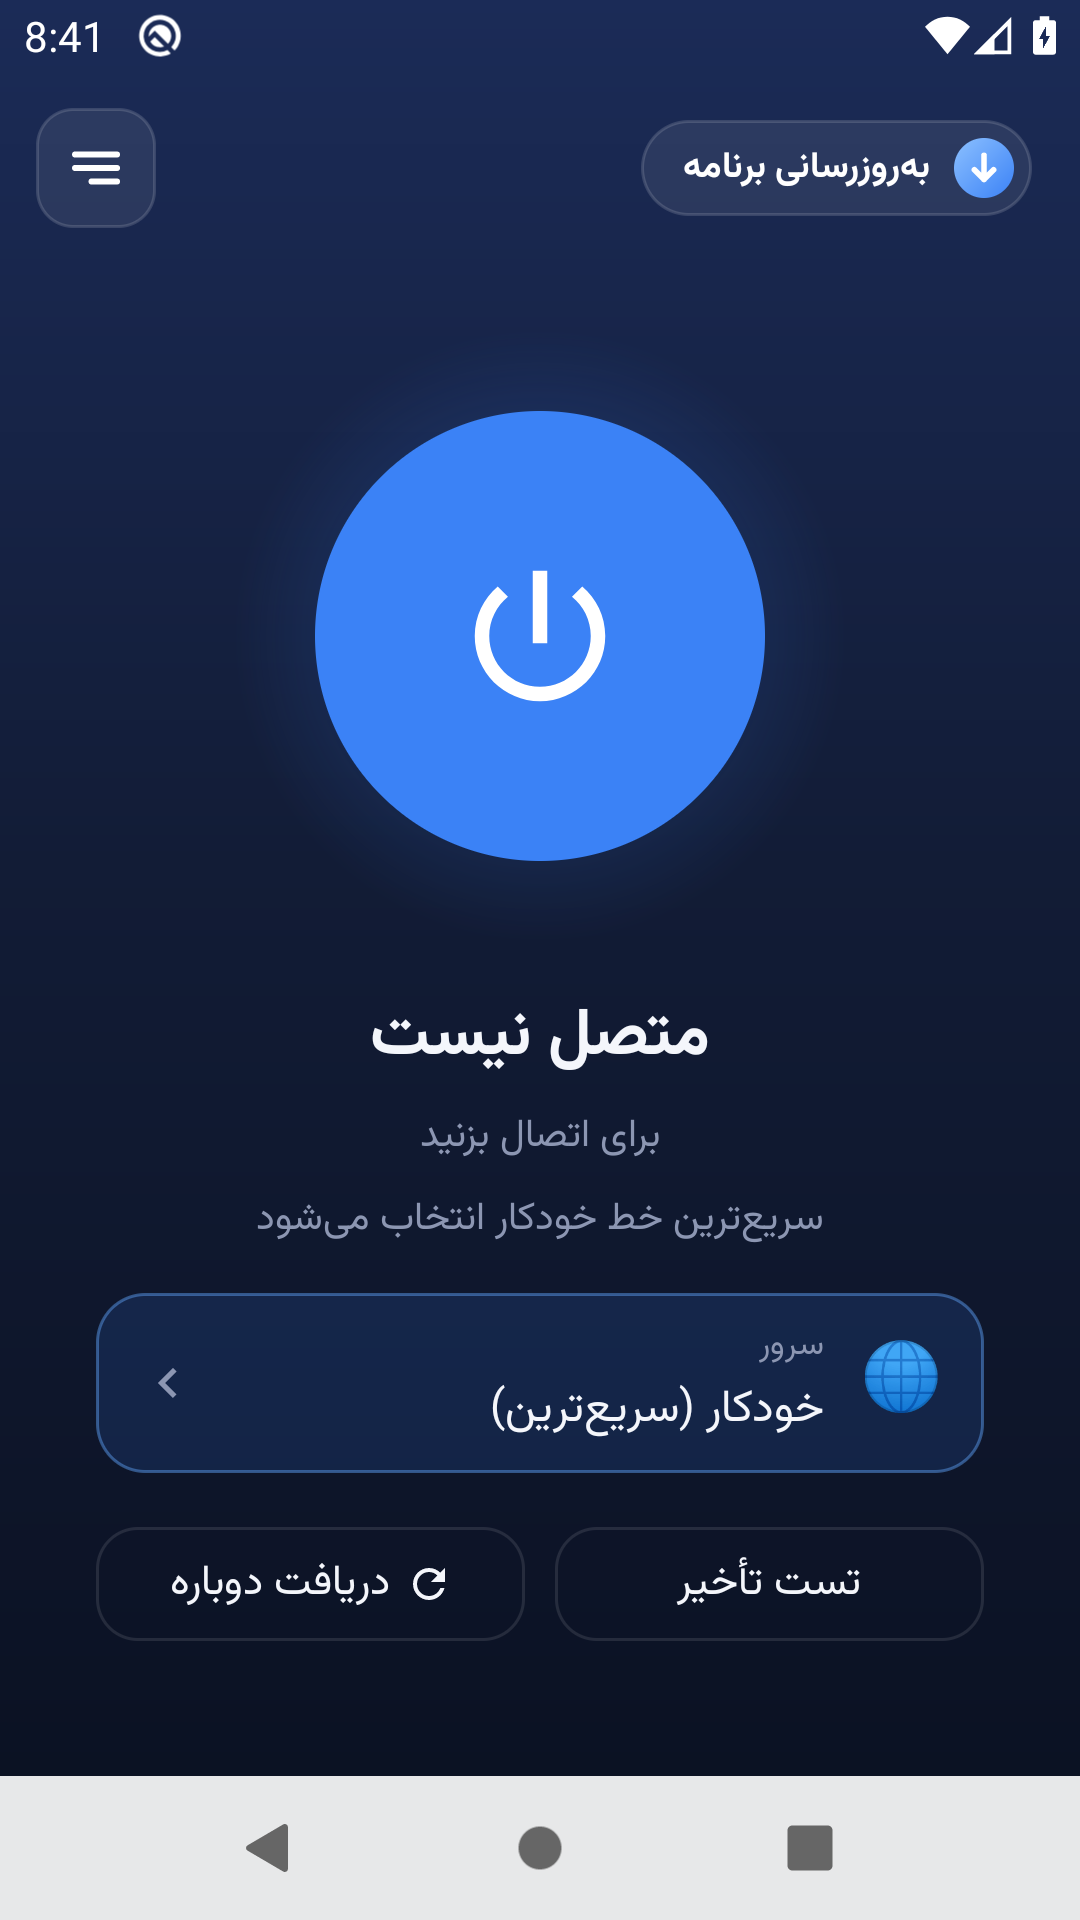 8:41
به‌روزرسانی برنامه
متصل نیست
برای اتصال بزنید
سریع‌ترین خط خودکار انتخاب می‌شود
سرور
خودکار (سریع‌ترین)
تست تأخیر
دریافت دوباره